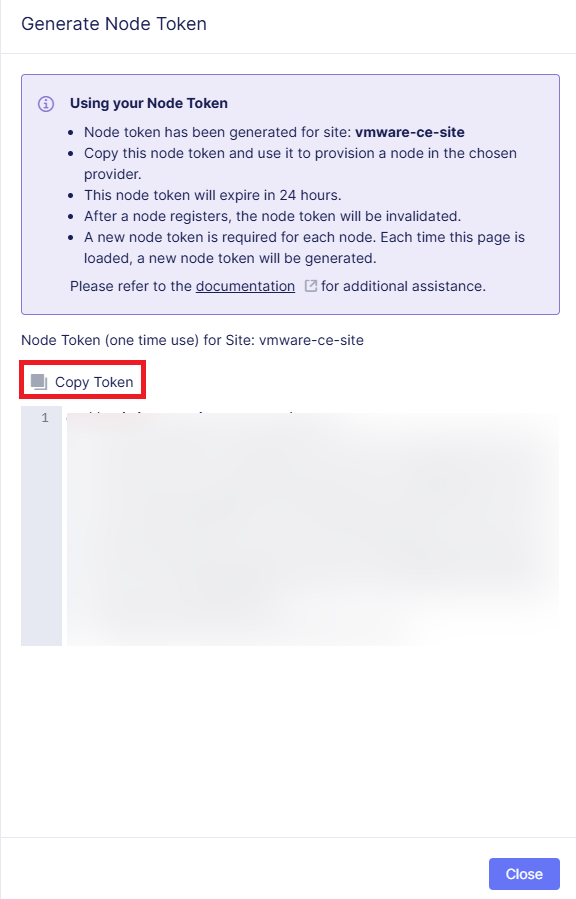 Generate Node Token
Using your Node Token
Node token has been generated for site: vmware-ce-site
Copy this node token and use it to provision a node in the chosen
provider.
This node token will expire in 24 hours.
After a node registers, the node token will be invalidated.
A new node token is required for each node. Each time this page is
loaded, a new node token will be generated.
Please refer to the documentation for additional assistance.
Node Token (one time use) for Site: vmware-ce-site
Copy Token
1
Close